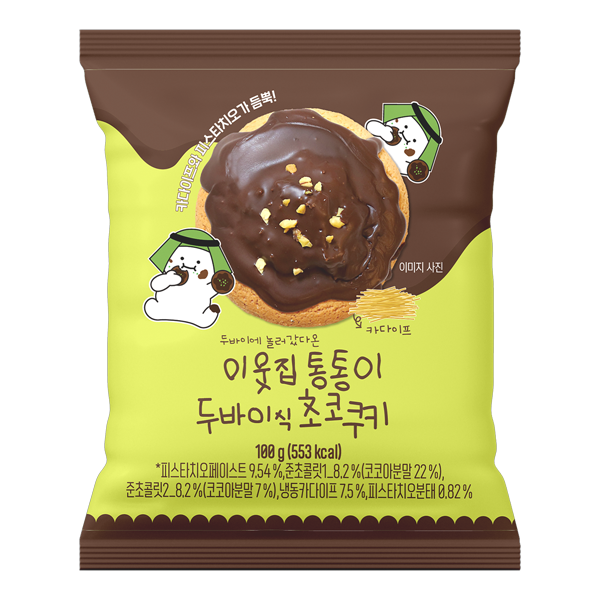 카다이프와 피스타치오가 듬뿍!
이미지 사진
카다이프
두바이에 놀러갔다온
이웃집 통통이
두바이식 초코쿠키
100 g (553 kcal)
*피스타치오페이스트 9.54 %, 준초콜릿1_8.2 %(코코아분말 22 %),
준초콜릿2_8.2 %(코코아분말 7 %), 냉동카다이프 7.5 %, 피스타치오분태 0.82 %